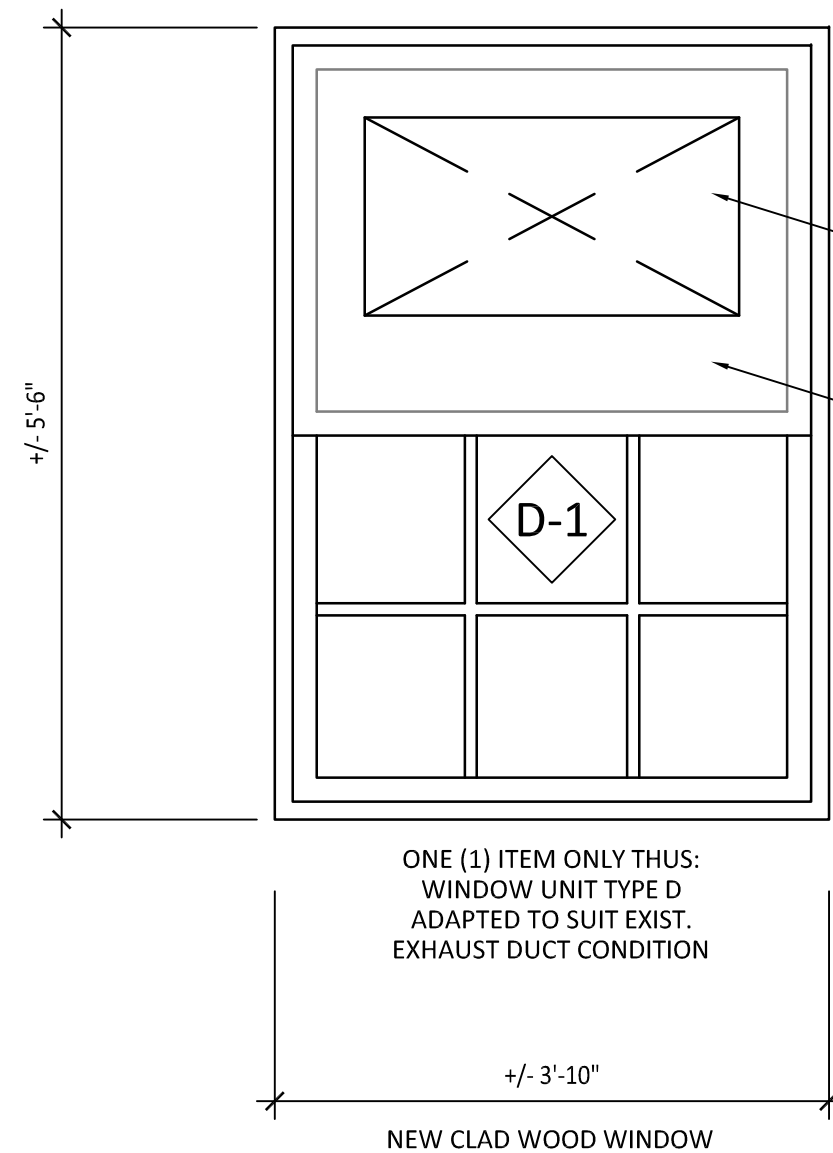 +/- 5'-6"
D-1
ONE (1) ITEM ONLY THUS:
WINDOW UNIT TYPE D
ADAPTED TO SUIT EXIST.
EXHAUST DUCT CONDITION
+/- 3'-10"
NEW CLAD WOOD WINDOW